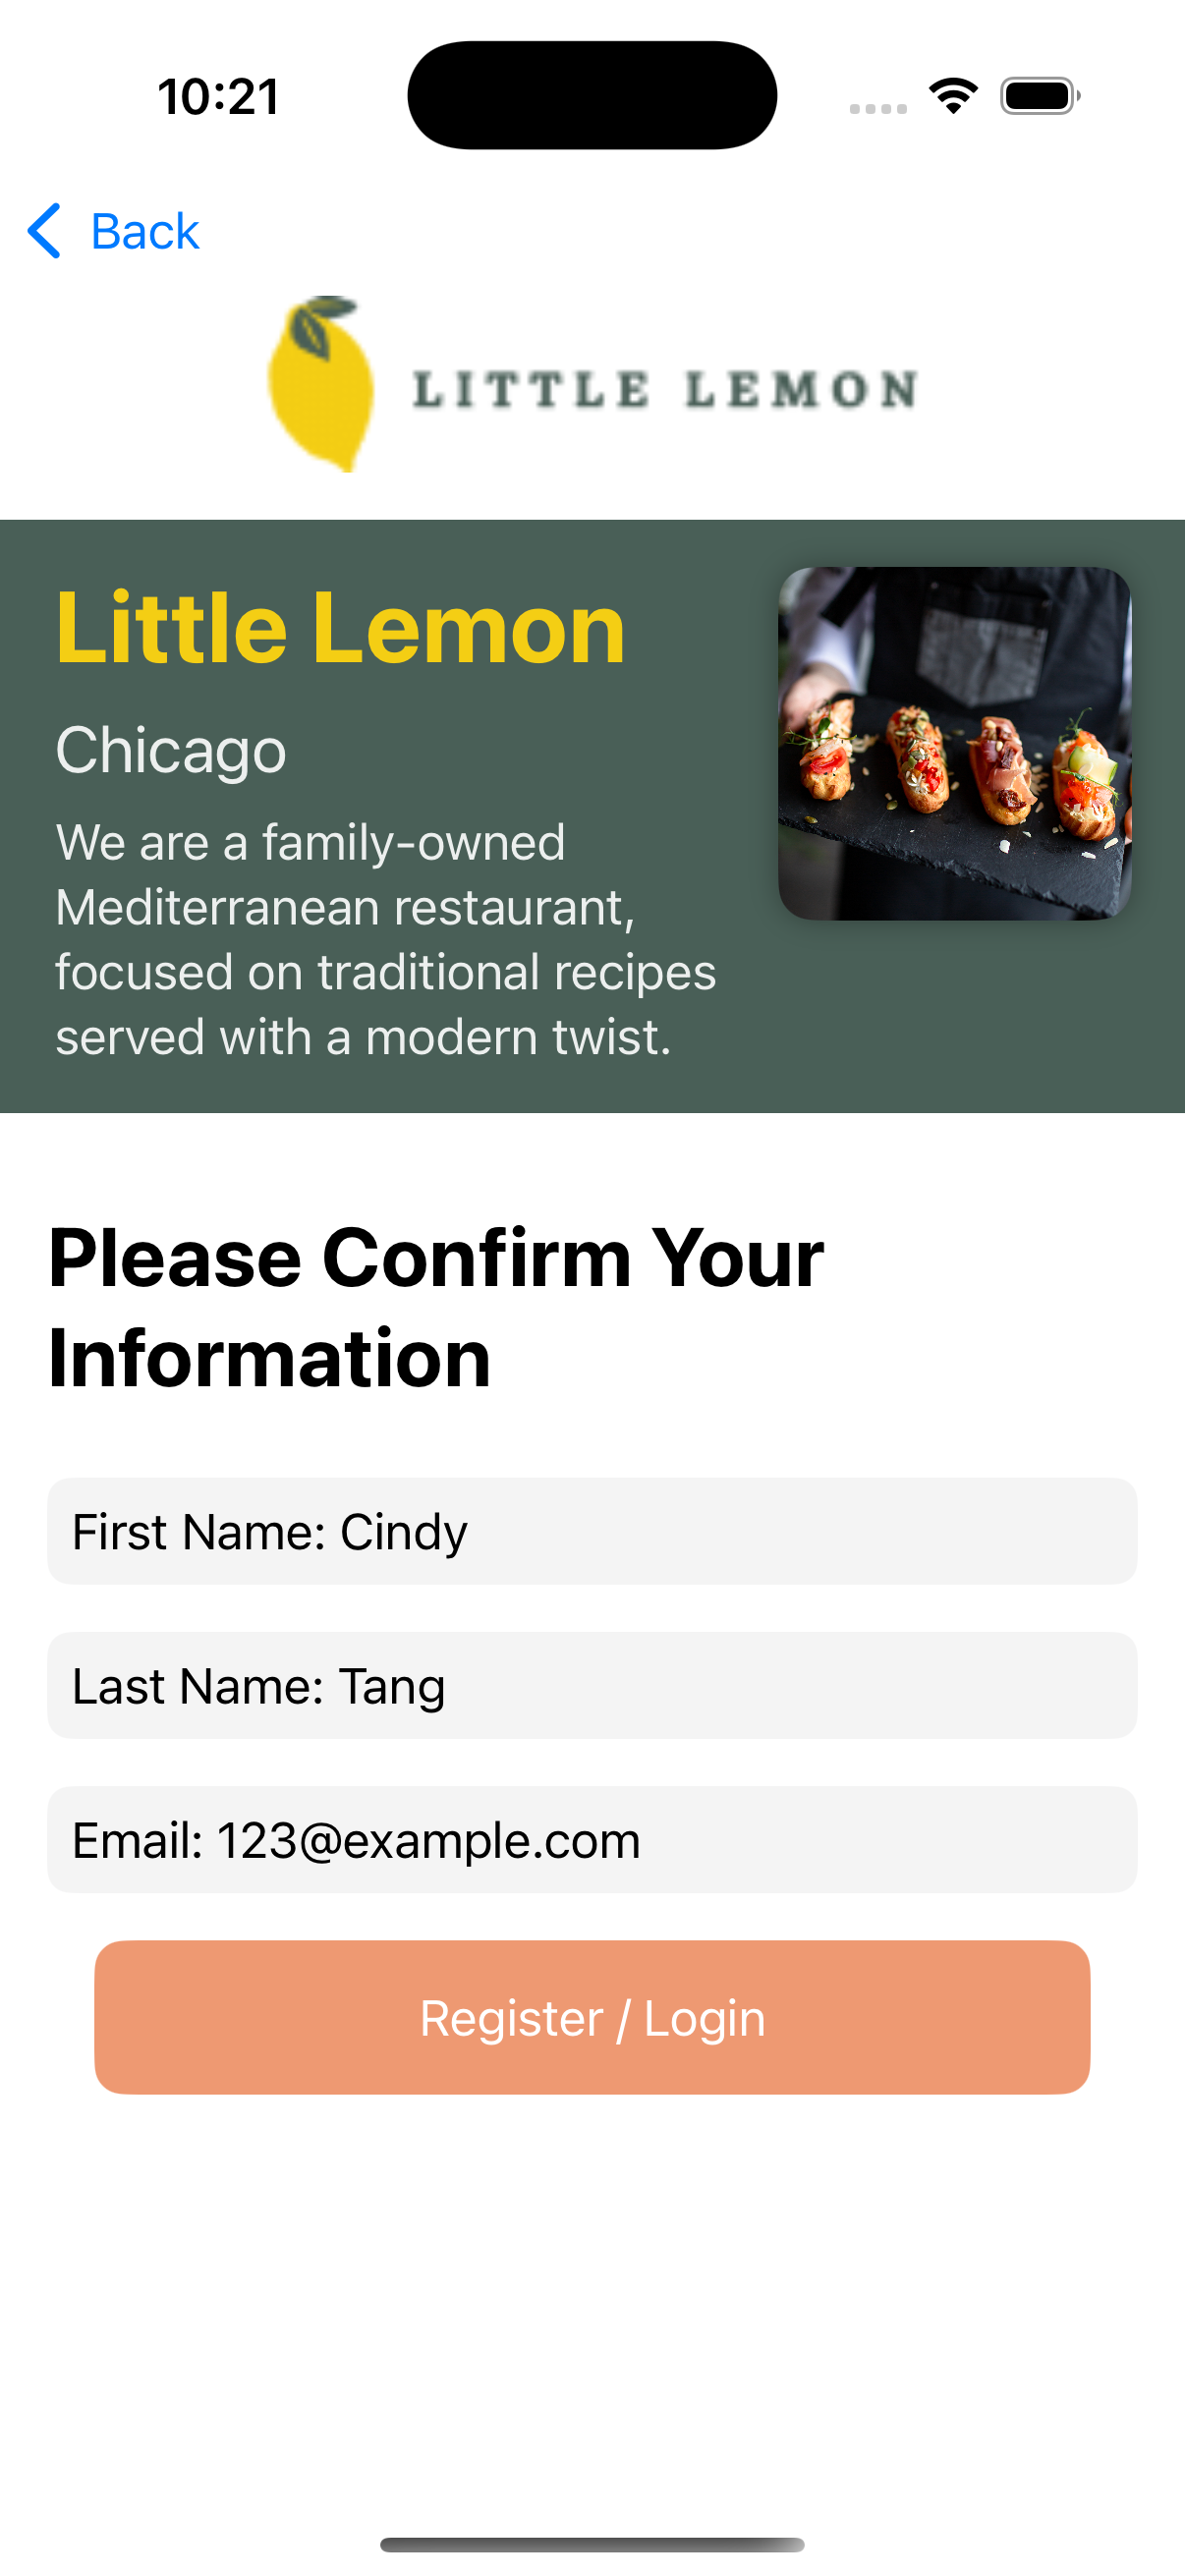 10:21
Back
LITTLE LEMON
Little Lemon
Chicago
We are a family-owned
Mediterranean restaurant,
focused on traditional recipes
served with a modern twist.
Please Confirm Your
Information
First Name: Cindy
Last Name: Tang
Email: 123@example.com
Register / Login